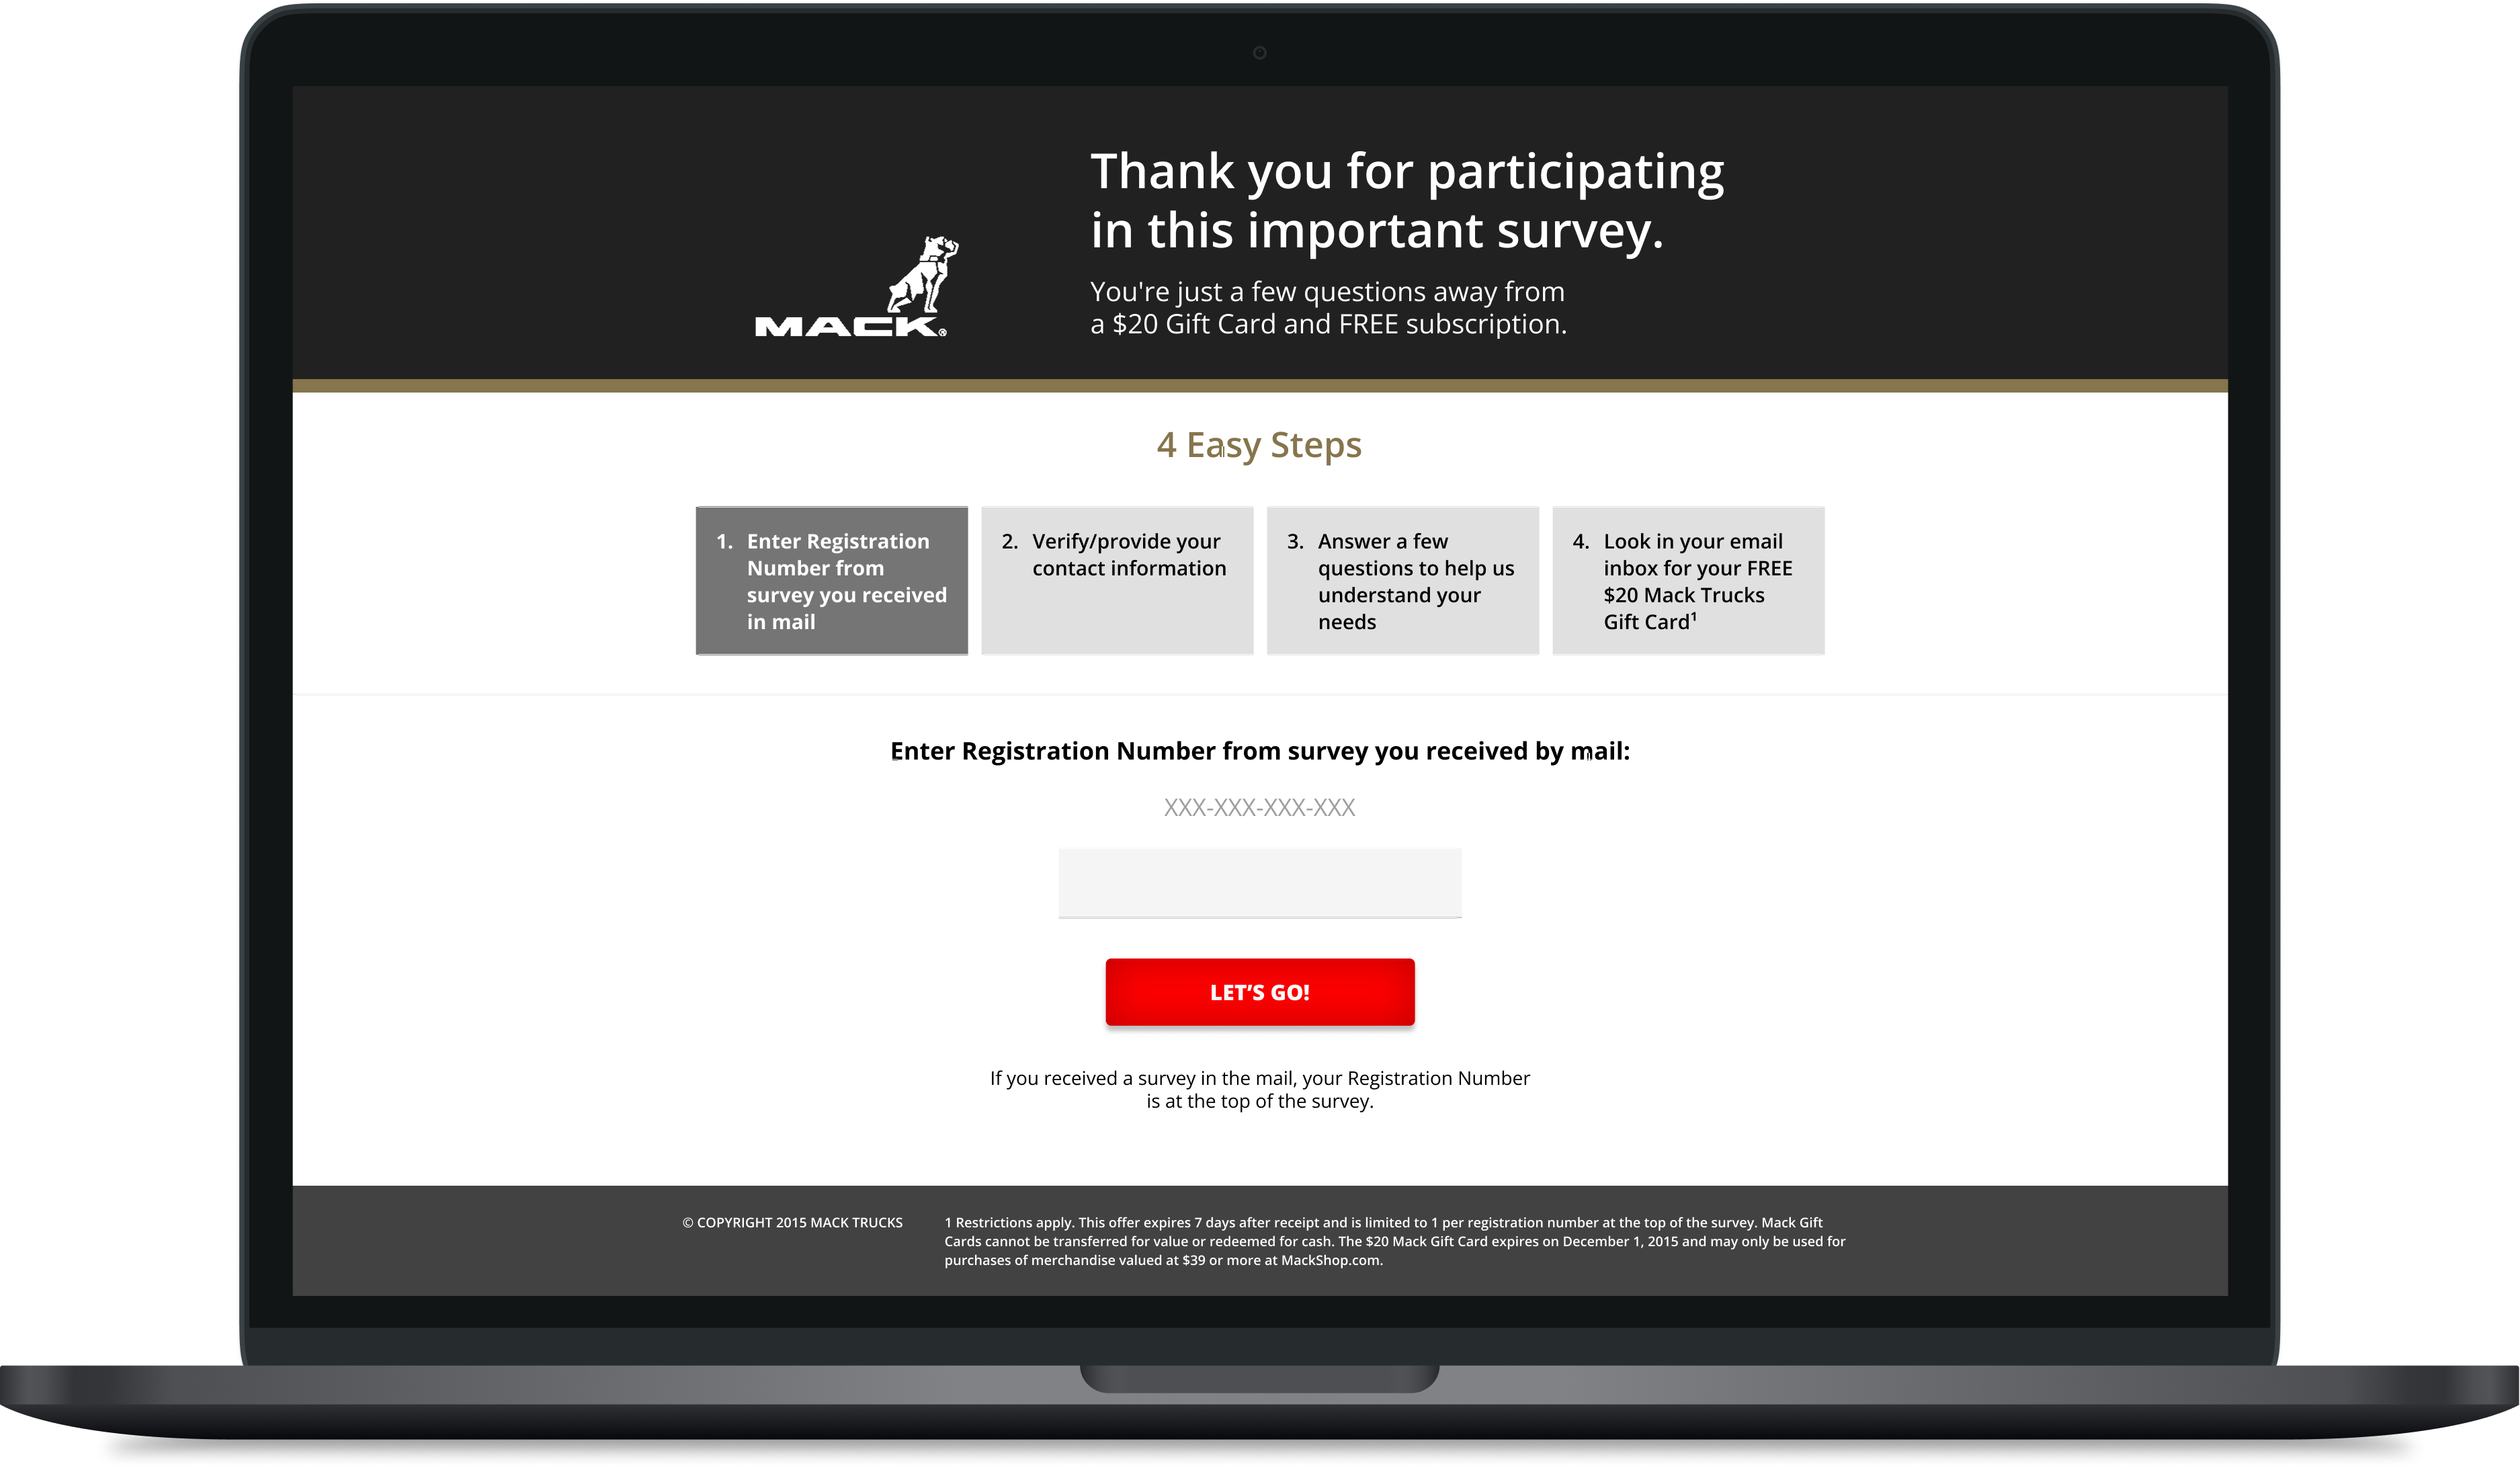 Thank you for participating
in this important survey.
You're just a few questions away from
a $20 Gift Card and FREE subscription.
MACK®
4 Easy Steps
1. Enter Registration
Number from
survey you received
in mail
2. Verify/provide your
contact information
3. Answer a few
questions to help us
understand your
needs
4. Look in your email
inbox for your FREE
$20 Mack Trucks
Gift Card¹
Enter Registration Number from survey you received by mail:
XXX-XXX-XXX-XXX
LET’S GO!
If you received a survey in the mail, your Registration Number
is at the top of the survey.
© COPYRIGHT 2015 MACK TRUCKS
1 Restrictions apply. This offer expires 7 days after receipt and is limited to 1 per registration number at the top of the survey. Mack Gift
Cards cannot be transferred for value or redeemed for cash. The $20 Mack Gift Card expires on December 1, 2015 and may only be used for
purchases of merchandise valued at $39 or more at MackShop.com.